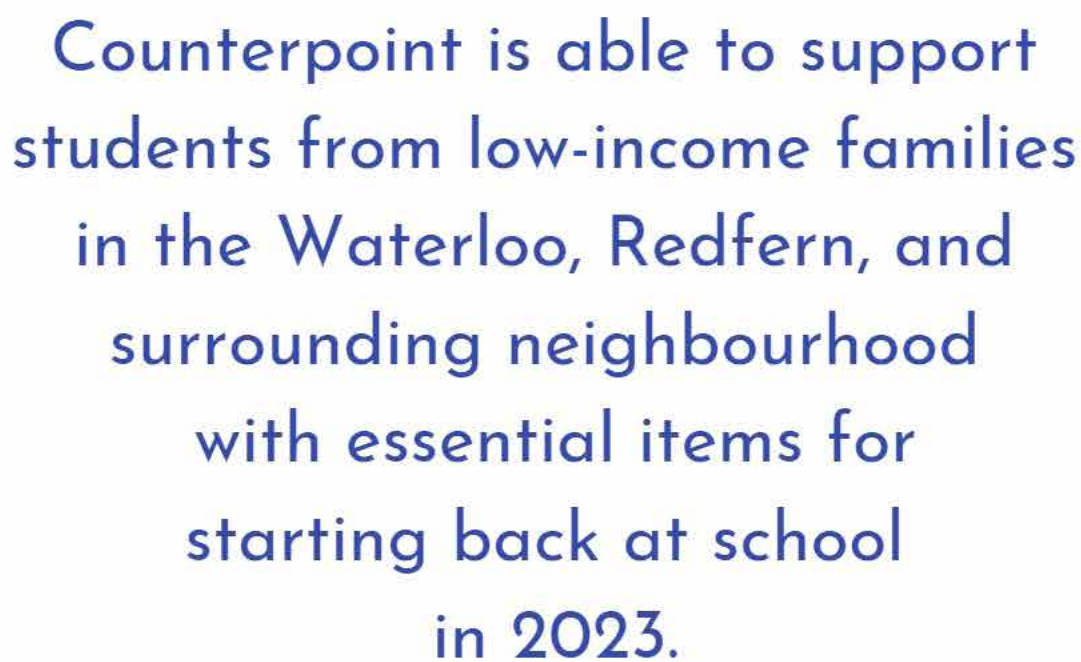 Counterpoint is able to support
students from low-income families
in the Waterloo, Redfern, and
surrounding neighbourhood
with essential items for
starting back at school
in 2023.